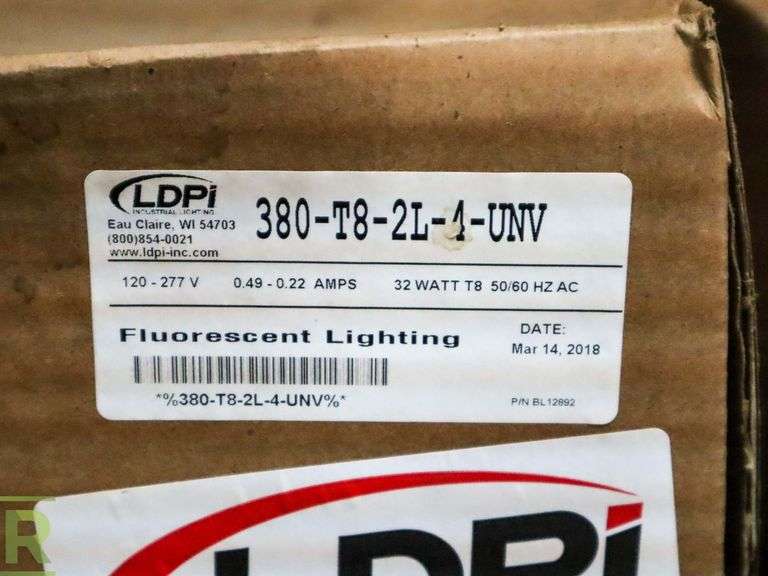 LDPi
INDUSTRIAL LIGHTING
Eau Claire, WI 54703
(800)854-0021
www.ldpi-inc.com
380-T8-2L-4-UNV
120 - 277 V 0.49 - 0.22 AMPS 32 WATT T8 50/60 HZ AC
Fluorescent Lighting
DATE:
Mar 14, 2018
*%380-T8-2L-4-UNV%*
P/N BL12892
LDPi
R